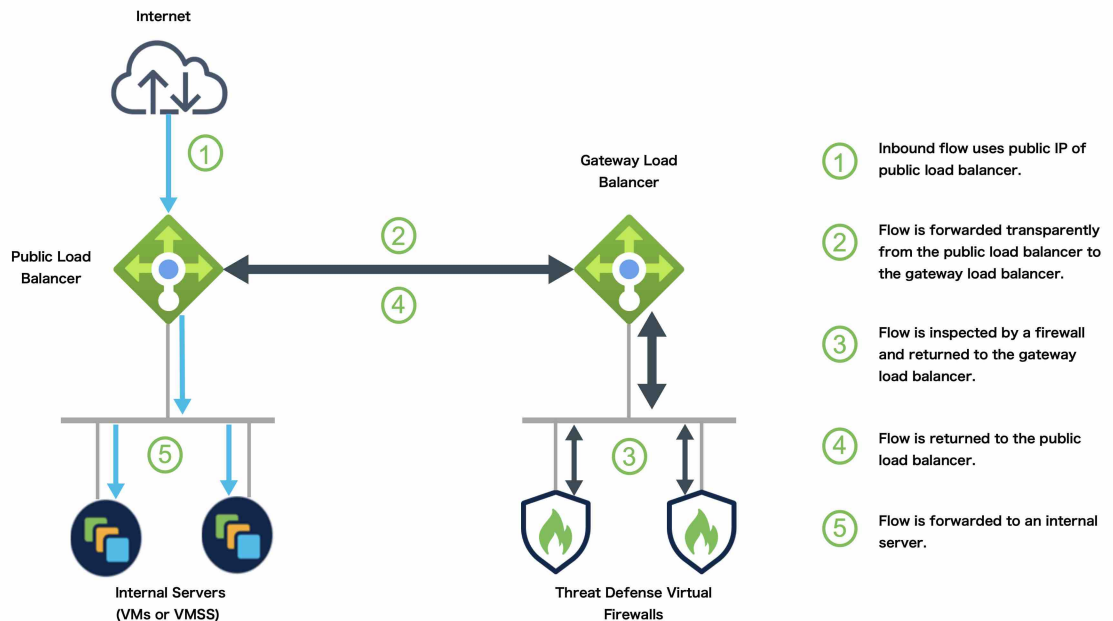 Internet
1
Gateway Load
Balancer
Public Load
Balancer
2
4
5
3
Internal Servers
(VMs or VMSS)
Threat Defense Virtual
Firewalls
1
Inbound flow uses public IP of
public load balancer.
2
Flow is forwarded transparently
from the public load balancer to
the gateway load balancer.
3
Flow is inspected by a firewall
and returned to the gateway
load balancer.
4
Flow is returned to the public
load balancer.
5
Flow is forwarded to an internal
server.